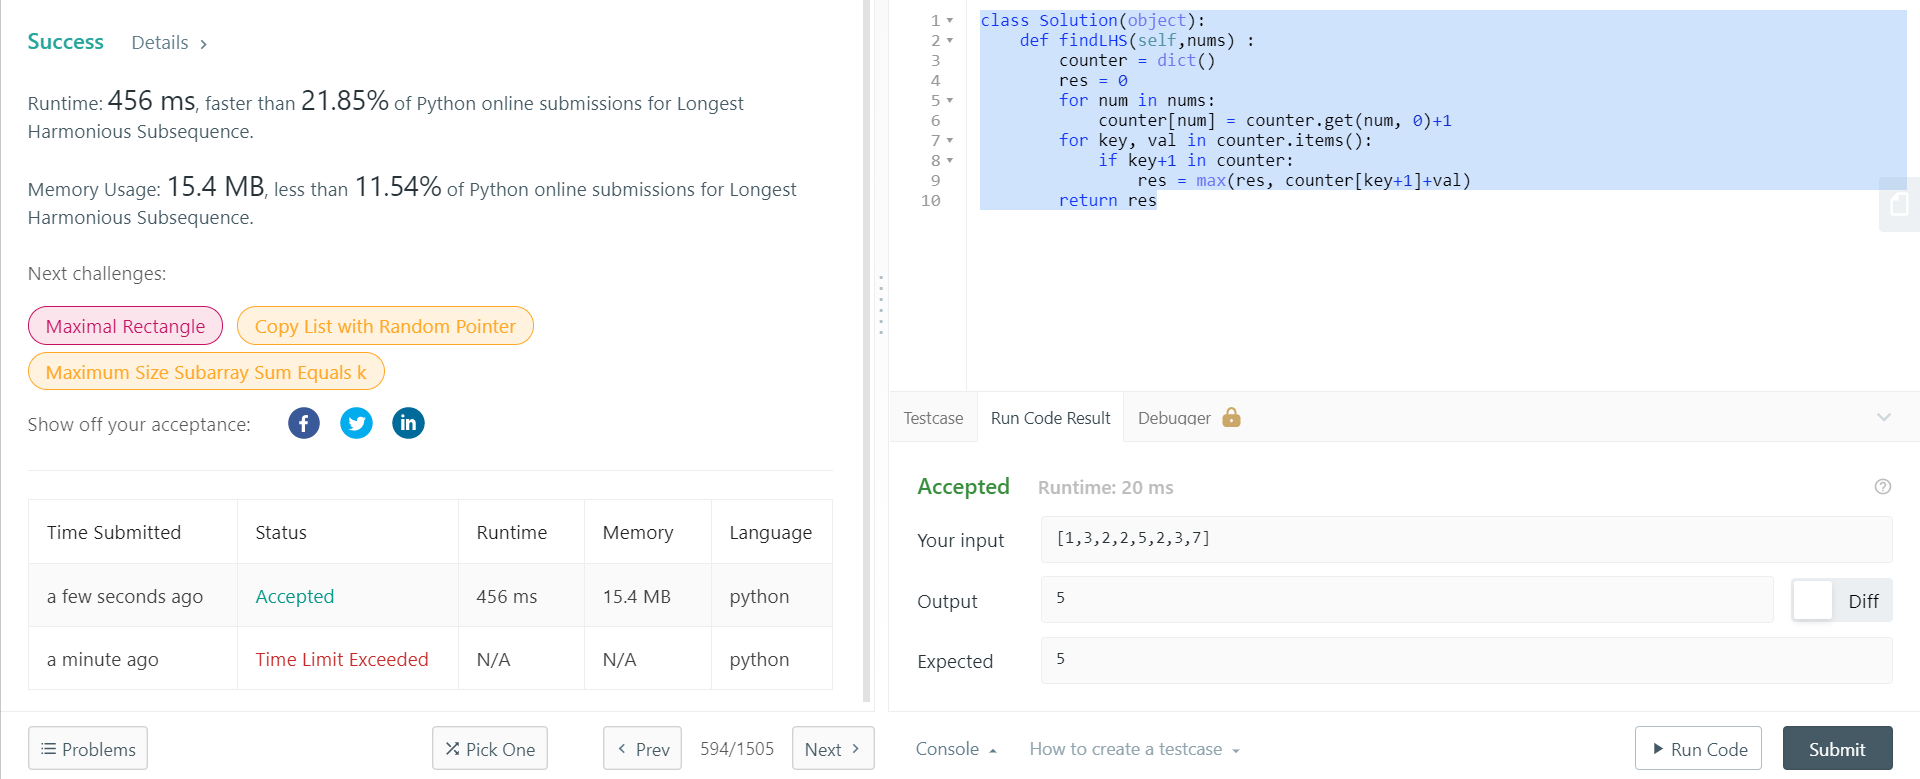 Success Details >
Runtime: 456 ms, faster than 21.85% of Python online submissions for Longest
Harmonious Subsequence.
Memory Usage: 15.4 MB, less than 11.54% of Python online submissions for Longest
Harmonious Subsequence.
Next challenges:
Maximal Rectangle Copy List with Random Pointer
Maximum Size Subarray Sum Equals k
Show off your acceptance:
Time Submitted Status Runtime Memory Language
a few seconds ago Accepted 456 ms 15.4 MB python
a minute ago Time Limit Exceeded N/A N/A python
Problems Pick One < Prev 594/1505 Next >
1 class Solution(object):
2     def findLHS(self,nums) :
3         counter = dict()
4         res = 0
5         for num in nums:
6             counter[num] = counter.get(num, 0)+1
7         for key, val in counter.items():
8             if key+1 in counter:
9                 res = max(res, counter[key+1]+val)
10         return res
Testcase Run Code Result Debugger
Accepted Runtime: 20 ms
Your input [1,3,2,2,5,2,3,7]
Output 5 Diff
Expected 5
Console How to create a testcase Run Code Submit